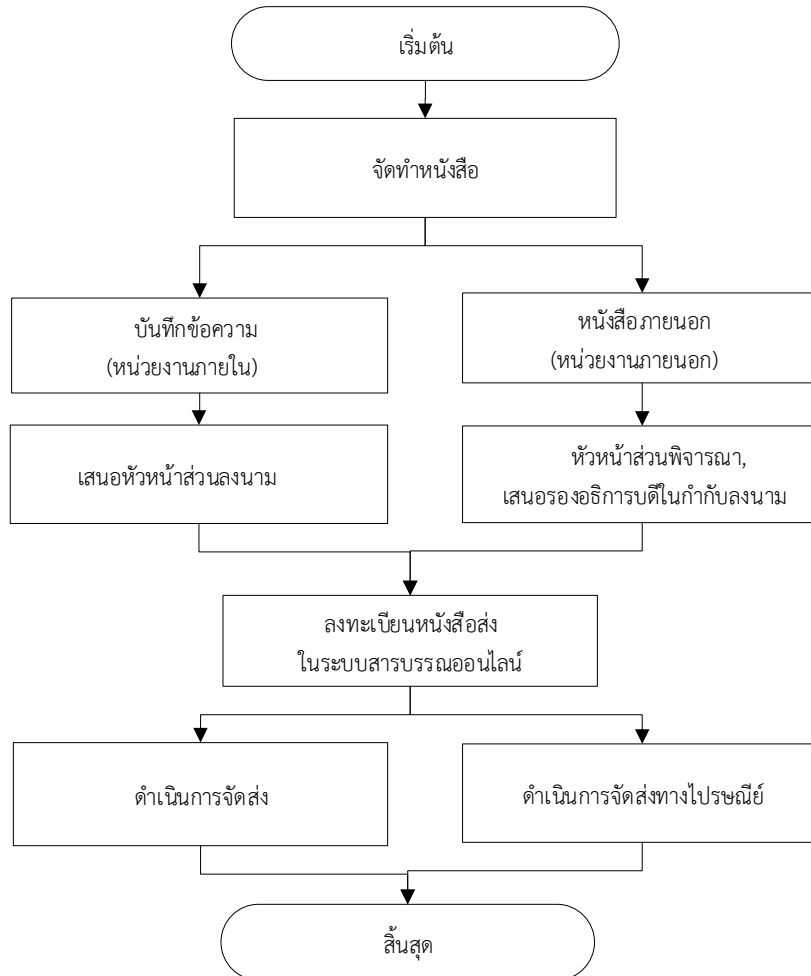 เริ่มต้น
จัดทำหนังสือ
บันทึกข้อความ
(หน่วยงานภายใน)
หนังสือภายนอก
(หน่วยงานภายนอก)
เสนอหัวหน้าส่วนลงนาม
หัวหน้าส่วนพิจารณา,
เสนอรองอธิการบดีในกำกับลงนาม
ลงทะเบียนหนังสือส่ง
ในระบบสารบรรณออนไลน์
ดำเนินการจัดส่ง
ดำเนินการจัดส่งทางไปรษณีย์
สิ้นสุด